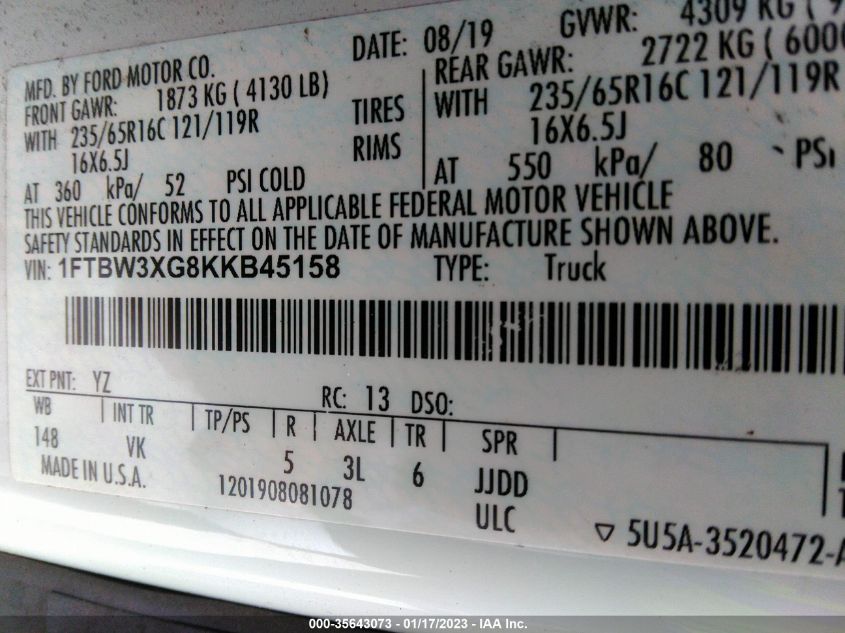 MFD. BY FORD MOTOR CO.
DATE: 08/19
GVWR: 4309 KG (
FRONT GAWR: 1873 KG ( 4130 LB)
REAR GAWR: 2722 KG ( 6000
WITH 235/65R16C 121/119R TIRES
WITH 235/65R16C 121/119R
16X6.5J RIMS
16X6.5J
AT 360 kPa/ 52 PSI COLD
AT 550 kPa/ 80 PSI
THIS VEHICLE CONFORMS TO ALL APPLICABLE FEDERAL MOTOR VEHICLE
SAFETY STANDARDS IN EFFECT ON THE DATE OF MANUFACTURE SHOWN ABOVE.
VIN: 1FTBW3XG8KKB45158 TYPE: Truck
EXT PNT: YZ RC: 13 DSO:
WB INT TR TP/PS R AXLE TR SPR
148 VK 5 3L 6 JJDD
MADE IN U.S.A. 1201908081078 ULC
5U5A-3520472-A
000-35643073 — 01/17/2023 - IAA Inc.